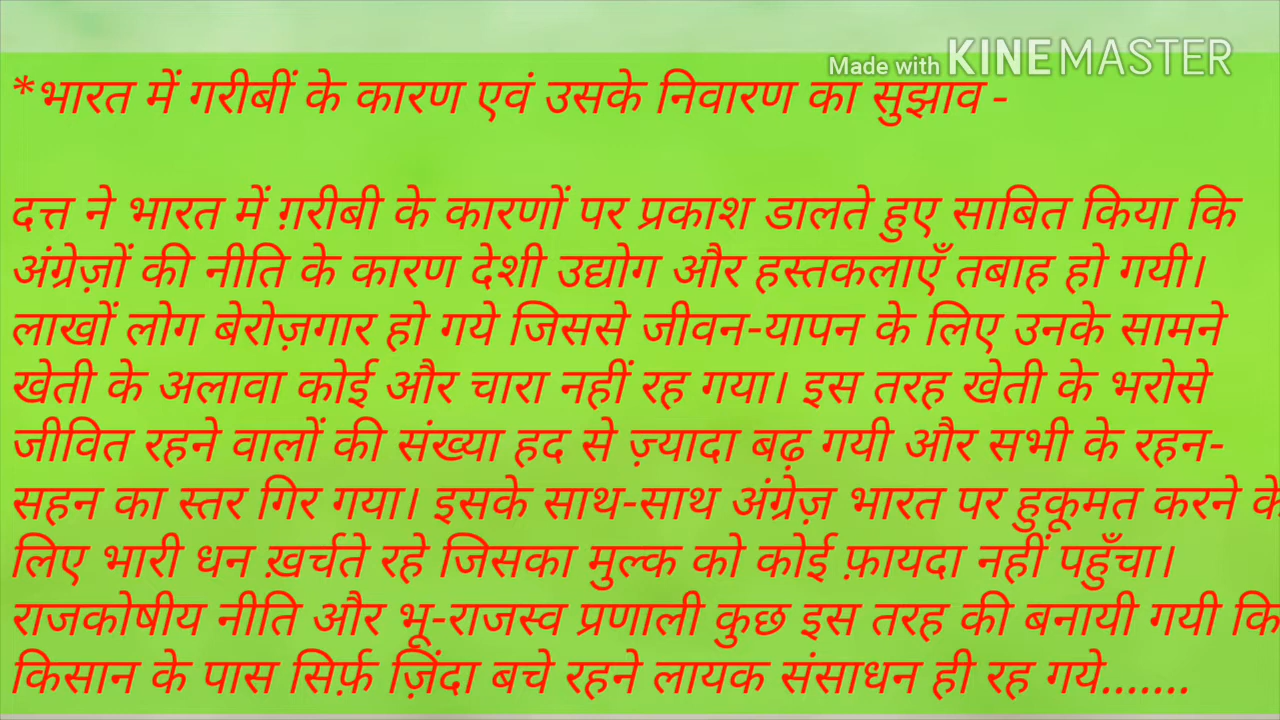 Made with KINEMASTER
*भारत में गरीबीं के कारण एवं उसके निवारण का सुझाव -
दत्त ने भारत में ग़रीबी के कारणों पर प्रकाश डालते हुए साबित किया कि
अंग्रेज़ों की नीति के कारण देशी उद्योग और हस्तकलाएँ तबाह हो गयी।
लाखों लोग बेरोज़गार हो गये जिससे जीवन-यापन के लिए उनके सामने
खेती के अलावा कोई और चारा नहीं रह गया। इस तरह खेती के भरोसे
जीवित रहने वालों की संख्या हद से ज़्यादा बढ़ गयी और सभी के रहन-
सहन का स्तर गिर गया। इसके साथ-साथ अंग्रेज़ भारत पर हुकूमत करने के
लिए भारी धन ख़र्चते रहे जिसका मुल्क को कोई फ़ायदा नहीं पहुँचा।
राजकोषीय नीति और भू-राजस्व प्रणाली कुछ इस तरह की बनायी गयी कि
किसान के पास सिर्फ़ ज़िंदा बचे रहने लायक संसाधन ही रह गये.......